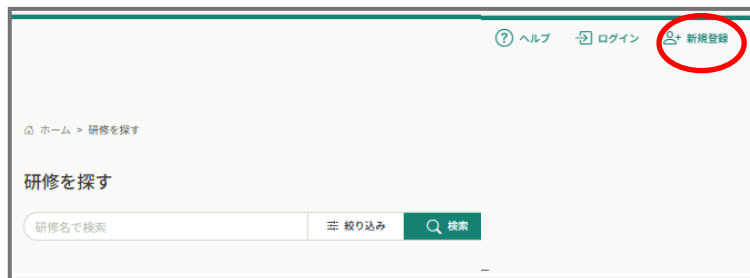 ヘルプ ログイン 新規登録
ホーム > 研修を探す
研修を探す
研修名で検索 絞り込み 検索